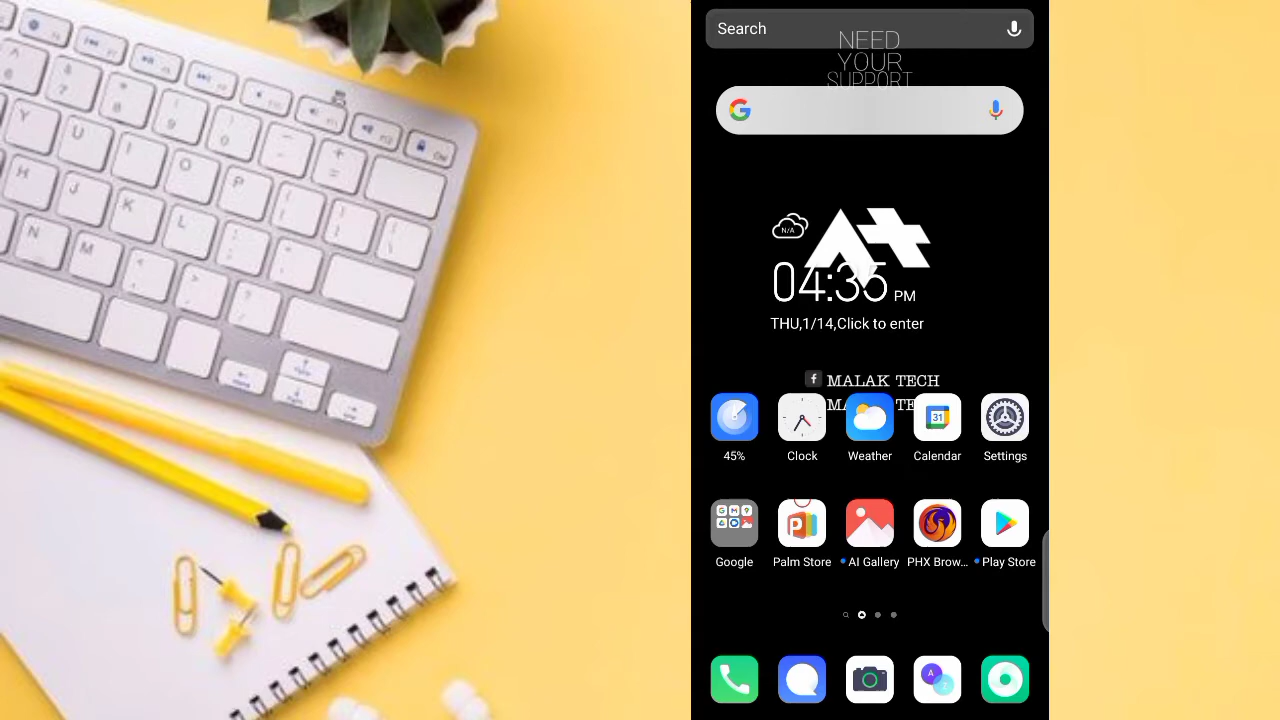 Search
NEED
YOUR
SUPPORT
N/A
04:35 PM
THU,1/14,Click to enter
MALAK TECH
31
45% Clock Weather Calendar Settings
Google Palm Store AI Gallery PHX Brow... Play Store
A Z
Y U I O P
H J K L
N M